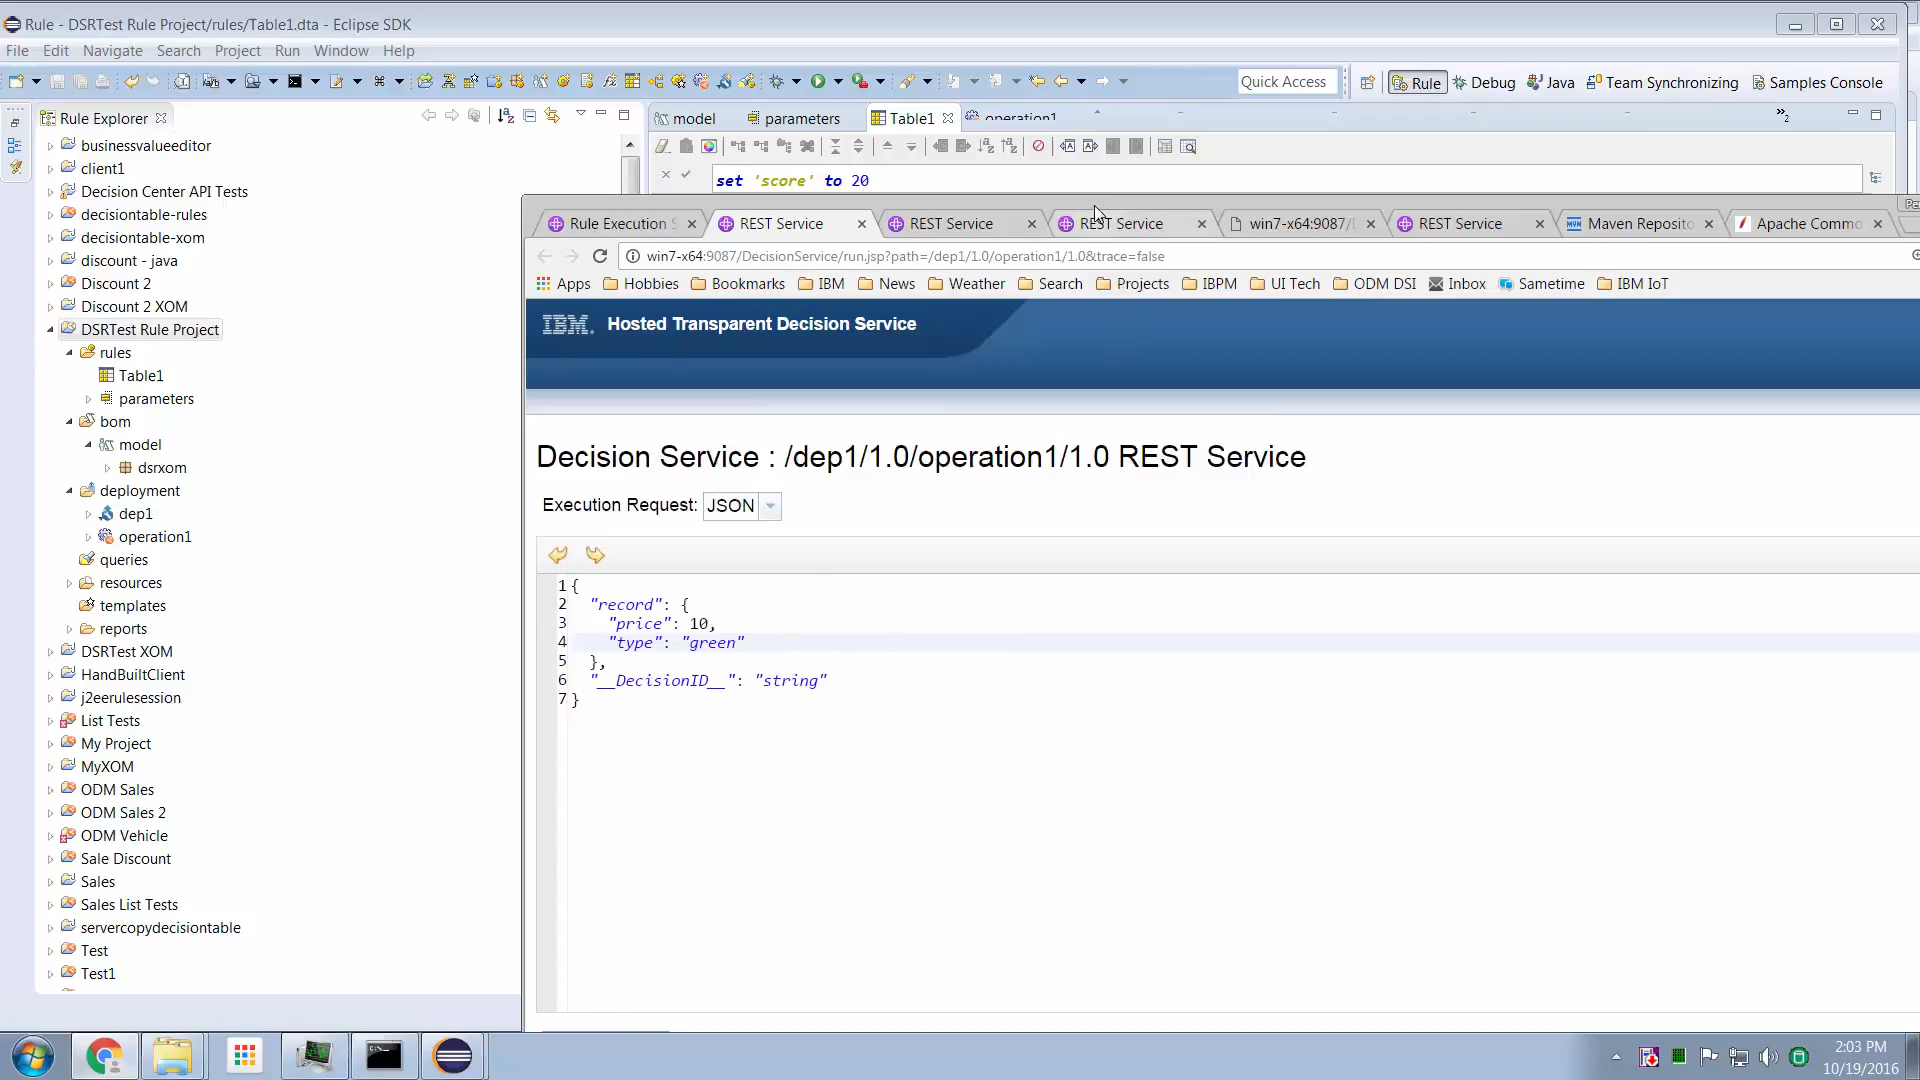 Rule - DSRTest Rule Project/rules/Table1.dta - Eclipse SDK
File Edit Navigate Search Project Run Window Help
Quick Access
Rule Debug Java Team Synchronizing Samples Console
Rule Explorer
model parameters Table1 operation1
set 'score' to 20
businessvalueeditor
client1
Decision Center API Tests
decisiontable-rules
decisiontable-xom
discount - java
Discount 2
Discount 2 XOM
DSRTest Rule Project
rules
Table1
parameters
bom
model
dsrxom
deployment
dep1
operation1
queries
resources
templates
reports
DSRTest XOM
HandBuiltClient
j2eerulesession
List Tests
My Project
MyXOM
ODM Sales
ODM Sales 2
ODM Vehicle
Sale Discount
Sales
Sales List Tests
servercopydecisiontable
Test
Test1
Rule Execution REST Service REST Service REST Service win7-x64:9087/ REST Service Maven Reposito Apache Commo
win7-x64:9087/DecisionService/run.jsp?path=/dep1/1.0/operation1/1.0&trace=false
Apps Hobbies Bookmarks IBM News Weather Search Projects IBPM UI Tech ODM DSI Inbox Sametime IBM IoT
IBM. Hosted Transparent Decision Service
Decision Service : /dep1/1.0/operation1/1.0 REST Service
Execution Request: JSON
1 {
2 "record": {
3 "price": 10,
4 "type": "green"
5 },
6 "__DecisionID__": "string"
7 }
2:03 PM
10/19/2016